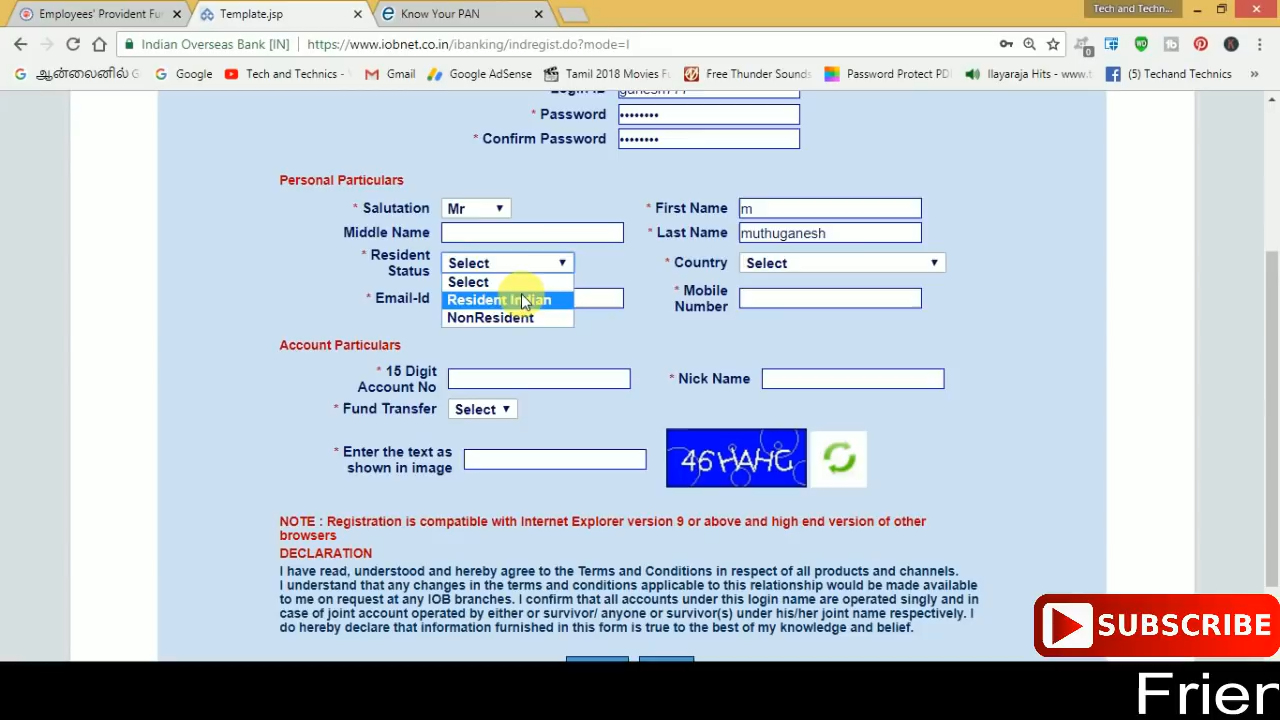 Employees' Provident Fu
Template.jsp
Know Your PAN
Tech and Techn...
Indian Overseas Bank [IN]
https://www.iobnet.co.in/ibanking/indregist.do?mode=I
ஆன்லைனில்
Google
Tech and Technics -
Gmail
Google AdSense
Tamil 2018 Movies
Free Thunder Sounds
Password Protect PD
Ilayaraja Hits - www.t
(5) Techand Technics
»
* Password ••••••••
* Confirm Password ••••••••
Personal Particulars
* Salutation Mr
* First Name m
Middle Name
* Last Name muthuganesh
* Resident
Status
Select
* Country Select
Select
Resident Indian
NonResident
* Email-Id
* Mobile
Number
Account Particulars
* 15 Digit
Account No
* Nick Name
* Fund Transfer Select
* Enter the text as
shown in image
46HAHG
NOTE : Registration is compatible with Internet Explorer version 9 or above and high end version of other
browsers
DECLARATION
I have read, understood and hereby agree to the Terms and Conditions in respect of all products and channels.
I understand that any changes in the terms and conditions applicable to this relationship would be made available
to me on request at any IOB branches. I confirm that all accounts under this login name are operated singly and in
case of joint account operated by either or survivor/ anyone or survivor(s) under his/her joint name respectively. I
do hereby declare that information furnished in this form is true to the best of my knowledge and belief.
SUBSCRIBE
Frier